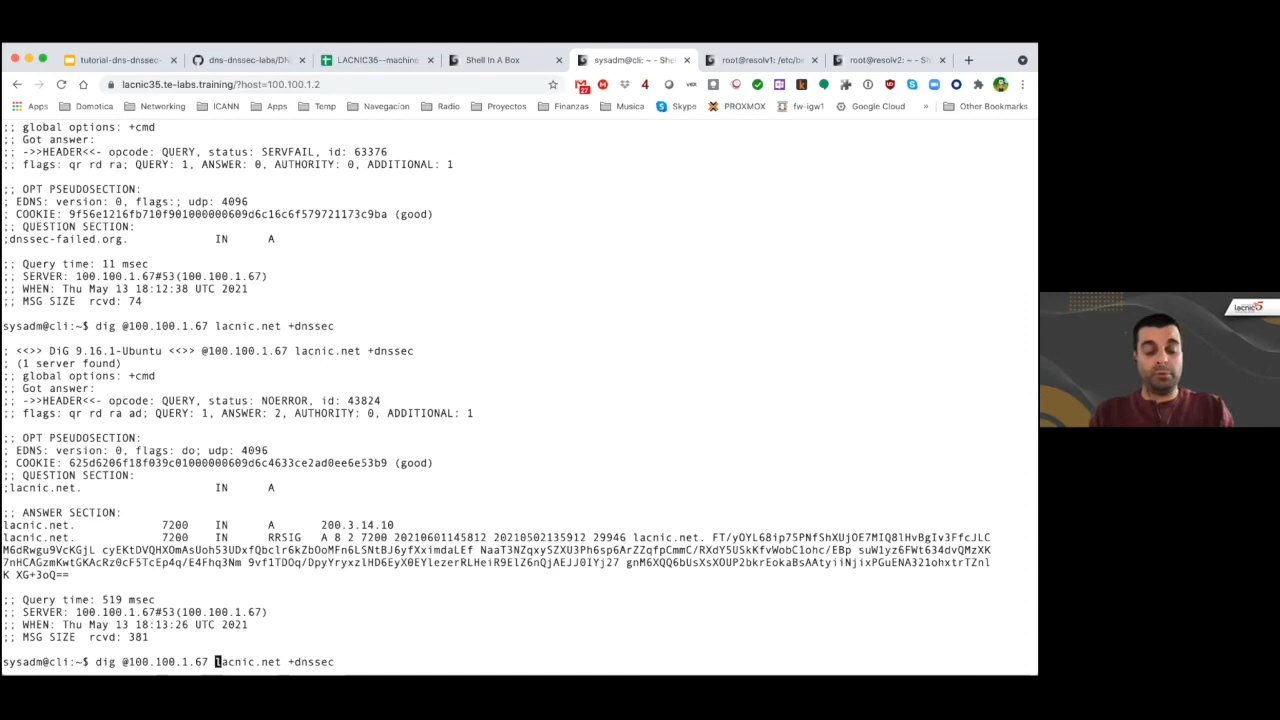 tutorial-dns-dnssec-
dns-dnssec-labs/DN
LACNIC35--machine
Shell In A Box
sysadm@cli: ~ - She
root@resolv1: /etc/be
root@resolv2: ~ - Sh
lacnic35.te-labs.training/?host=100.100.1.2
Apps Domotica Networking ICANN Apps Temp Navegacion Radio Proyectos Finanzas Musica Skype PROXMOX fw-igw1 Google Cloud » Other Bookmarks
;; global options: +cmd
;; Got answer:
;; ->>HEADER<<- opcode: QUERY, status: SERVFAIL, id: 63376
;; flags: qr rd ra; QUERY: 1, ANSWER: 0, AUTHORITY: 0, ADDITIONAL: 1
;; OPT PSEUDOSECTION:
; EDNS: version: 0, flags:; udp: 4096
; COOKIE: 9f56e1216fb710f901000000609d6c16c6f579721173c9ba (good)
;; QUESTION SECTION:
;dnssec-failed.org. IN A
;; Query time: 11 msec
;; SERVER: 100.100.1.67#53(100.100.1.67)
;; WHEN: Thu May 13 18:12:38 UTC 2021
;; MSG SIZE rcvd: 74
sysadm@cli:~$ dig @100.100.1.67 lacnic.net +dnssec
; <<>> DiG 9.16.1-Ubuntu <<>> @100.100.1.67 lacnic.net +dnssec
; (1 server found)
;; global options: +cmd
;; Got answer:
;; ->>HEADER<<- opcode: QUERY, status: NOERROR, id: 43824
;; flags: qr rd ra ad; QUERY: 1, ANSWER: 2, AUTHORITY: 0, ADDITIONAL: 1
;; OPT PSEUDOSECTION:
; EDNS: version: 0, flags: do; udp: 4096
; COOKIE: 625d6206f18f039c01000000609d6c4633ce2ad0ee6e53b9 (good)
;; QUESTION SECTION:
;lacnic.net. IN A
;; ANSWER SECTION:
lacnic.net. 7200 IN A 200.3.14.10
lacnic.net. 7200 IN RRSIG A 8 2 7200 20210601145812 20210502135912 29946 lacnic.net.
;; Query time: 519 msec
;; SERVER: 100.100.1.67#53(100.100.1.67)
;; WHEN: Thu May 13 18:13:26 UTC 2021
;; MSG SIZE rcvd: 381
sysadm@cli:~$ dig @100.100.1.67 lacnic.net +dnssec
lacnic